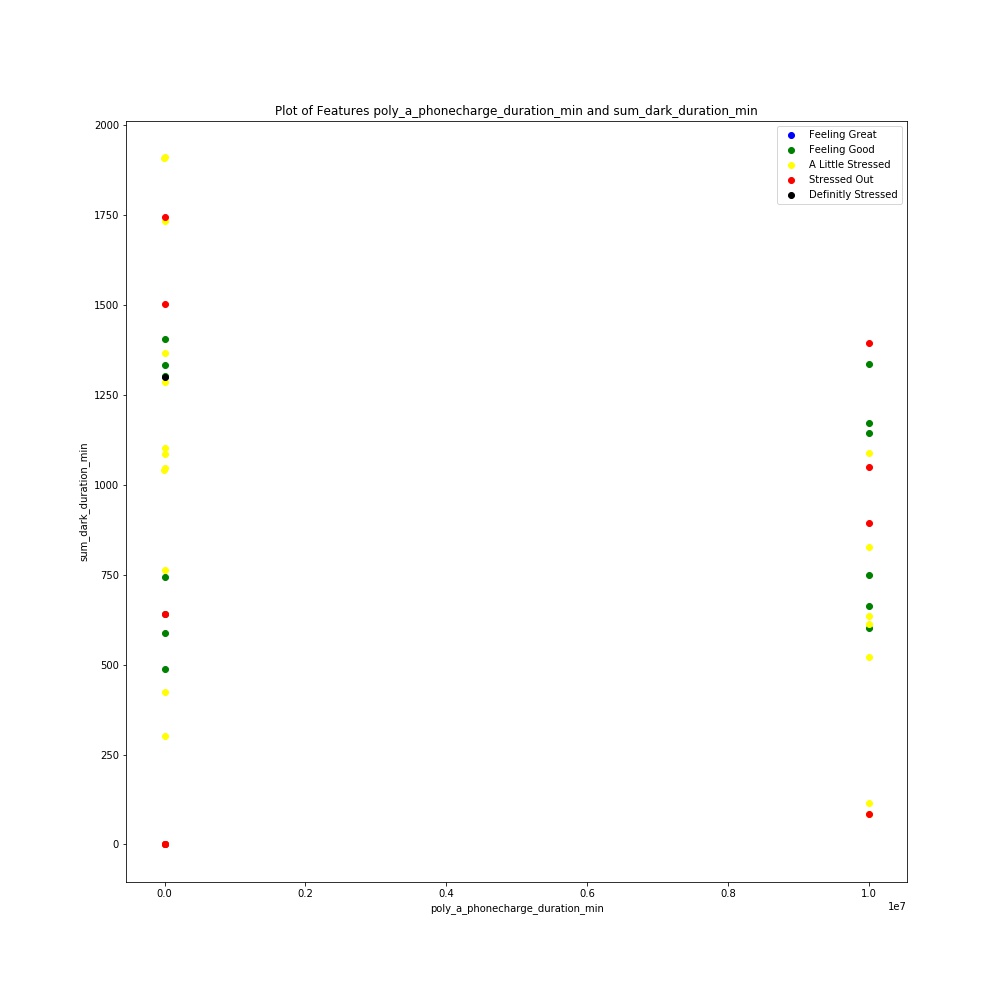 Plot of Features poly_a_phonecharge_duration_min and sum_dark_duration_min
Feeling Great
Feeling Good
A Little Stressed
Stressed Out
Definitly Stressed
sum_dark_duration_min
2000
1750
1500
1250
1000
750
500
250
0
0.0 0.2 0.4 0.6 0.8 1.0
1e7
poly_a_phonecharge_duration_min